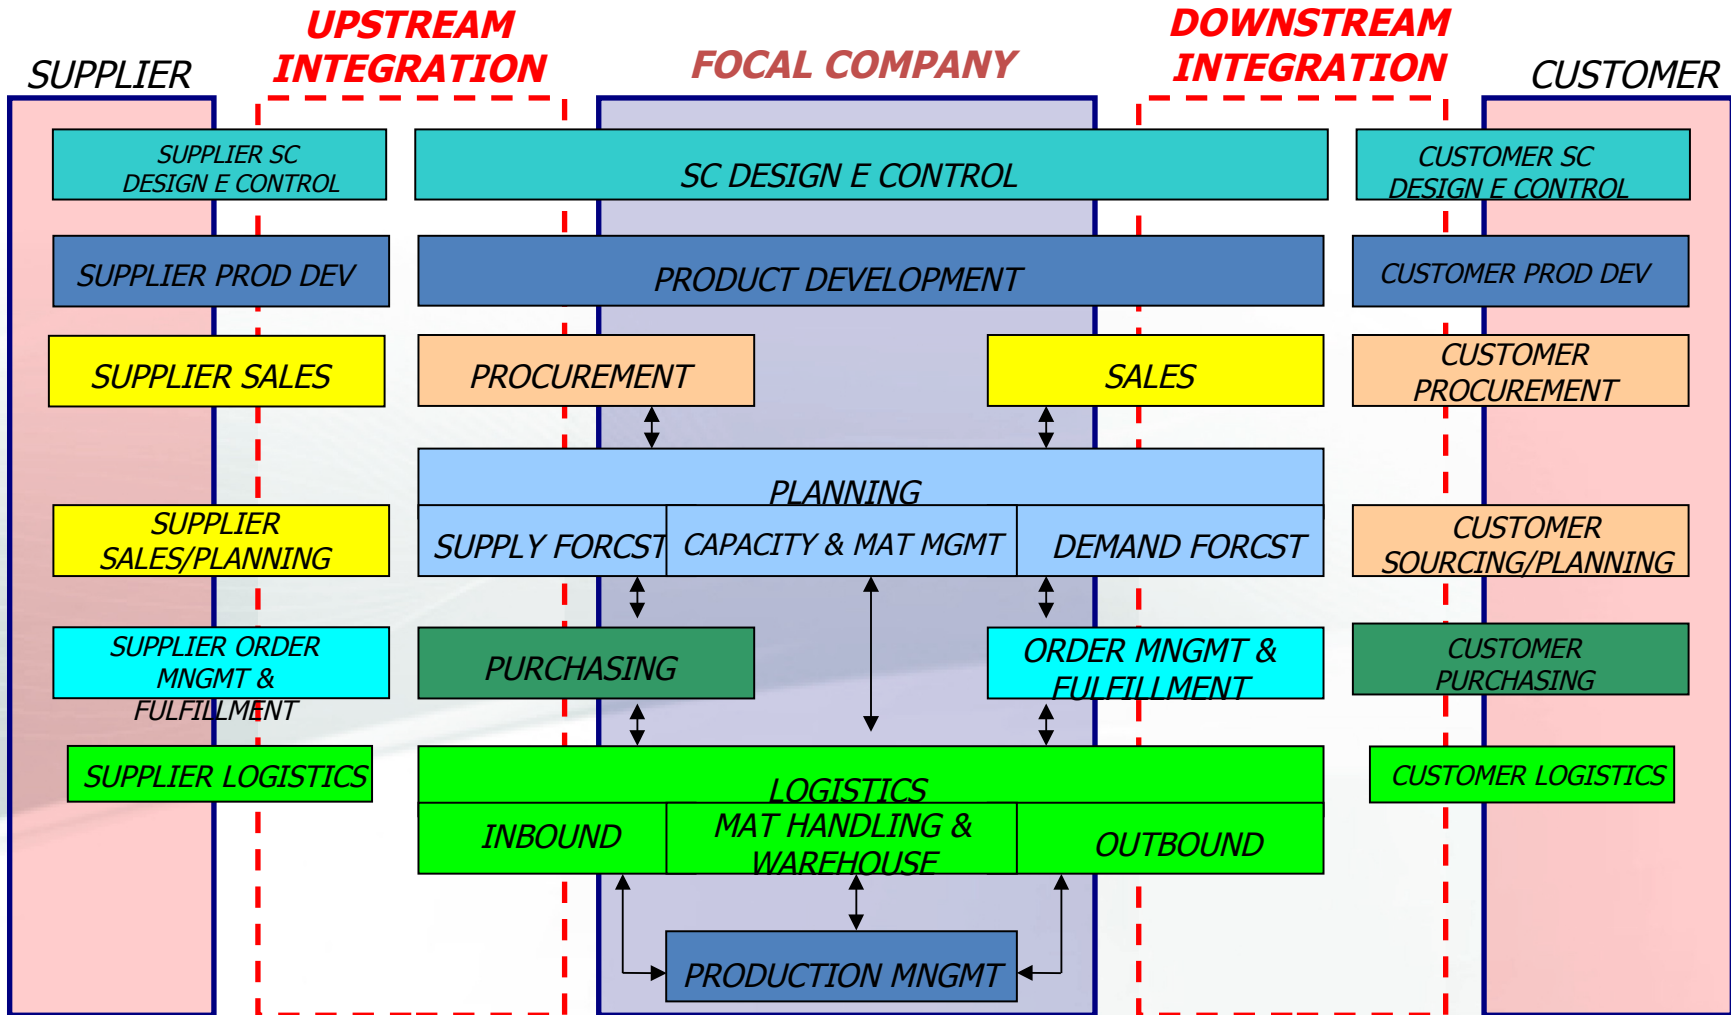 UPSTREAM
INTEGRATION
DOWNSTREAM
INTEGRATION
SUPPLIER
FOCAL COMPANY
CUSTOMER
SUPPLIER SC
DESIGN E CONTROL
SC DESIGN E CONTROL
CUSTOMER SC
DESIGN E CONTROL
SUPPLIER PROD DEV
PRODUCT DEVELOPMENT
CUSTOMER PROD DEV
SUPPLIER SALES
PROCUREMENT
SALES
CUSTOMER
PROCUREMENT
PLANNING
SUPPLIER
SALES/PLANNING
SUPPLY FORCST
CAPACITY & MAT MGMT
DEMAND FORCST
CUSTOMER
SOURCING/PLANNING
SUPPLIER ORDER
MNGMT &
FULFILLMENT
PURCHASING
ORDER MNGMT &
FULFILLMENT
CUSTOMER
PURCHASING
SUPPLIER LOGISTICS
LOGISTICS
CUSTOMER LOGISTICS
INBOUND
MAT HANDLING &
WAREHOUSE
OUTBOUND
PRODUCTION MNGMT